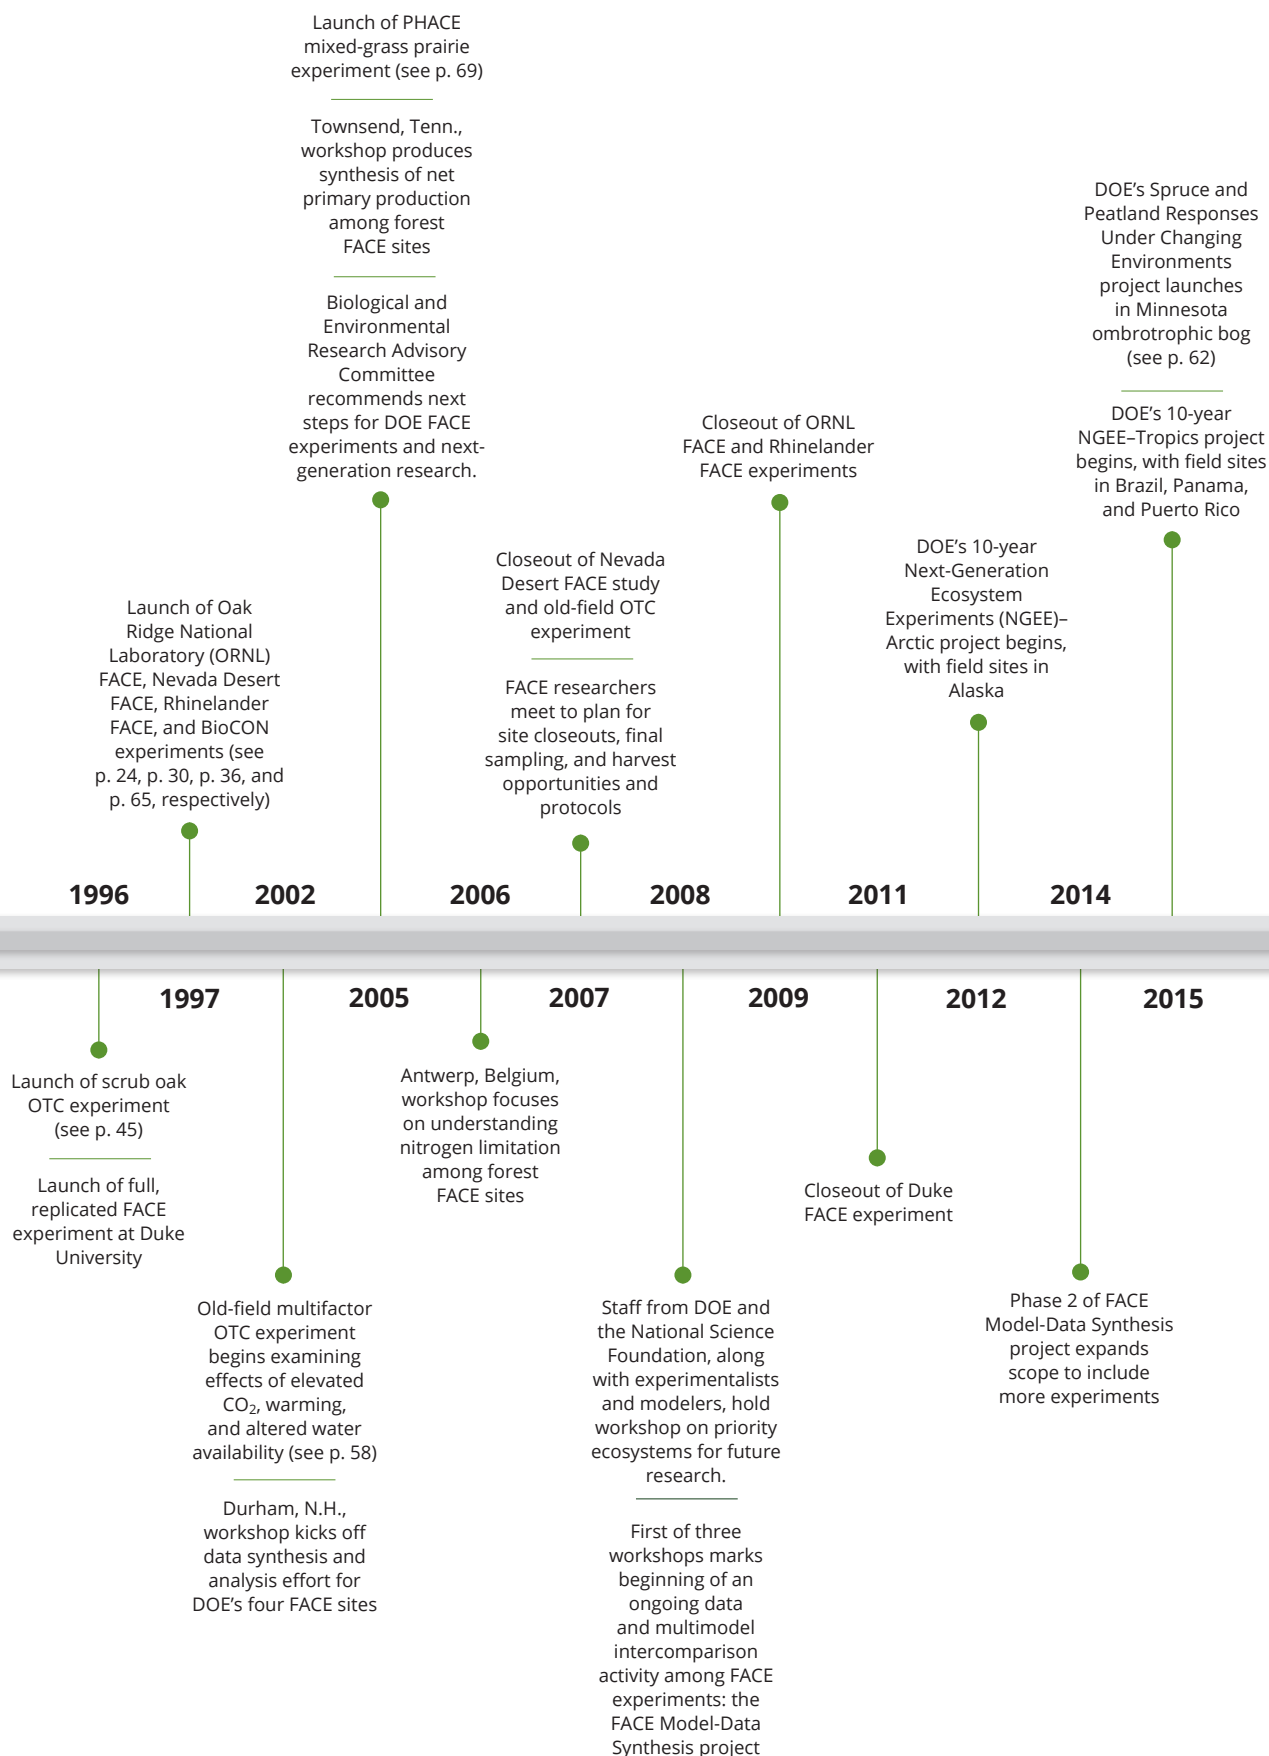 Launch of PHACE
mixed-grass prairie
experiment (see p. 69)
Townsend, Tenn.,
workshop produces
synthesis of net
primary production
among forest
FACE sites
Biological and
Environmental
Research Advisory
Committee
recommends next
steps for DOE FACE
experiments and next-
generation research.
DOE’s Spruce and
Peatland Responses
Under Changing
Environments
project launches
in Minnesota
ombrotrophic bog
(see p. 62)
DOE’s 10-year
NGEE–Tropics project
begins, with field sites
in Brazil, Panama,
and Puerto Rico
Closeout of ORNL
FACE and Rhinelander
FACE experiments
DOE’s 10-year
Next-Generation
Ecosystem
Experiments (NGEE)–
Arctic project begins,
with field sites in
Alaska
Closeout of Nevada
Desert FACE study
and old-field OTC
experiment
FACE researchers
meet to plan for
site closeouts, final
sampling, and harvest
opportunities and
protocols
Launch of Oak
Ridge National
Laboratory (ORNL)
FACE, Nevada Desert
FACE, Rhinelander
FACE, and BioCON
experiments (see
p. 24, p. 30, p. 36, and
p. 65, respectively)
1996 2002 2006 2008 2011 2014
1997 2005 2007 2009 2012 2015
Launch of scrub oak
OTC experiment
(see p. 45)
Launch of full,
replicated FACE
experiment at Duke
University
Old-field multifactor
OTC experiment
begins examining
effects of elevated
CO₂, warming,
and altered water
availability (see p. 58)
Durham, N.H.,
workshop kicks off
data synthesis and
analysis effort for
DOE’s four FACE sites
Antwerp, Belgium,
workshop focuses
on understanding
nitrogen limitation
among forest
FACE sites
Staff from DOE and
the National Science
Foundation, along
with experimentalists
and modelers, hold
workshop on priority
ecosystems for future
research.
First of three
workshops marks
beginning of an
ongoing data
and multimodel
intercomparison
activity among FACE
experiments: the
FACE Model-Data
Synthesis project
Closeout of Duke
FACE experiment
Phase 2 of FACE
Model-Data Synthesis
project expands
scope to include
more experiments